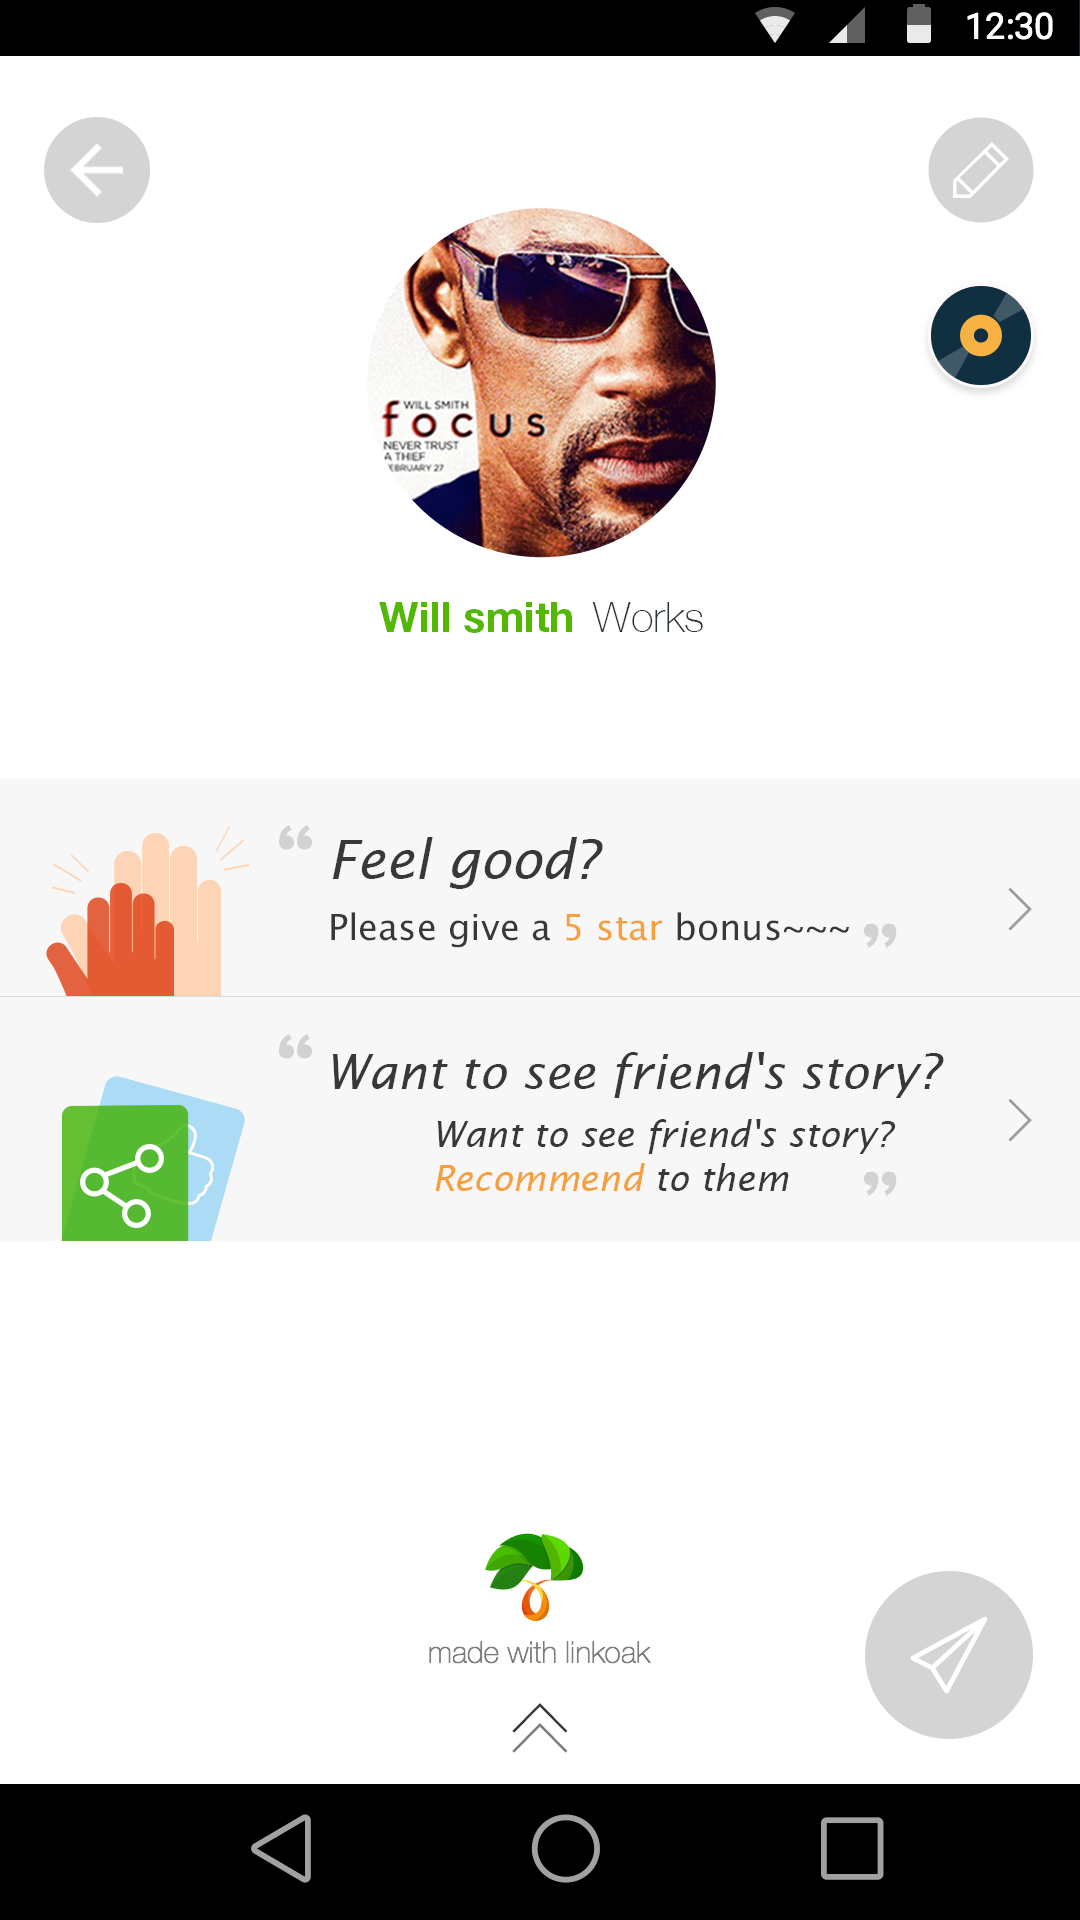 12:30
WILL SMITH
focus
NEVER TRUST
A THIEF
FEBRUARY 27
Will smith Works
“ Feel good?
Please give a 5 star bonus~~~ ”
“ Want to see friend's story?
Want to see friend's story?
Recommend to them ”
made with linkoak